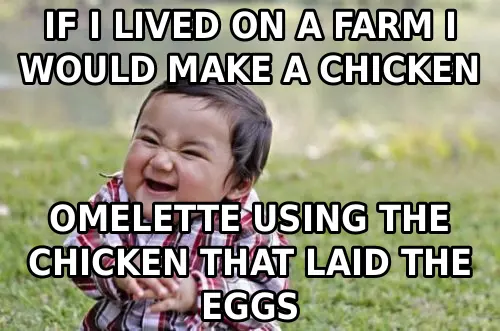 IF I LIVED ON A FARM I
WOULD MAKE A CHICKEN
OMELETTE USING THE
CHICKEN THAT LAID THE
EGGS